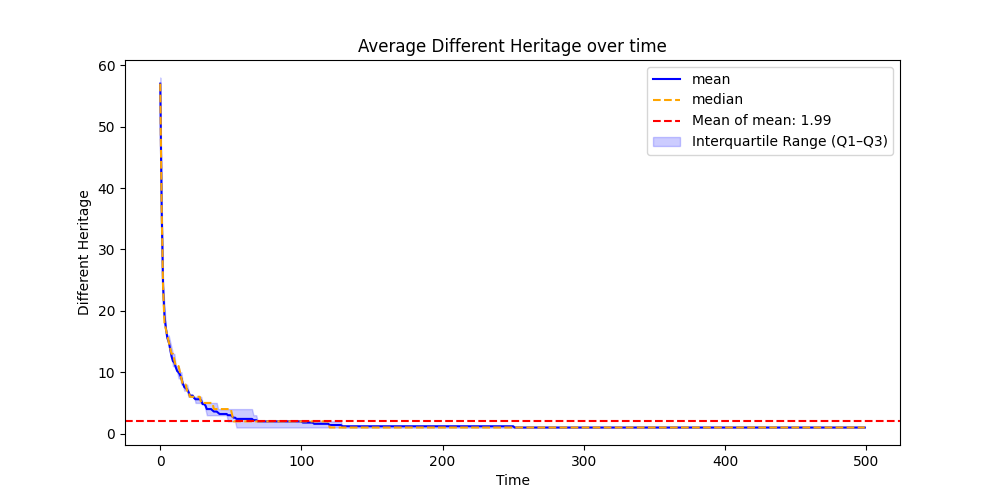 Average Different Heritage over time
60
50
40
30
20
10
0
Different Heritage
mean
median
Mean of mean: 1.99
Interquartile Range (Q1–Q3)
0
100
200
300
400
500
Time